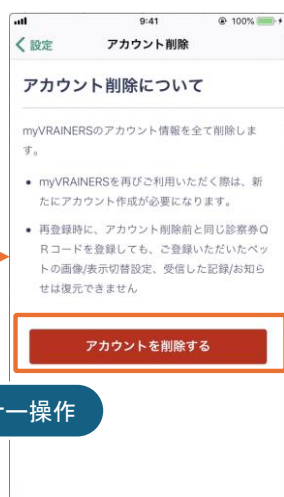 9:41
100%
設定
アカウント削除
アカウント削除について
myVRAINERSのアカウント情報を全て削除しま
す。
• myVRAINERSを再びご利用いただく際は、新
たにアカウント作成が必要になります。
• 再登録時に、アカウント削除前と同じ診察券Q
Rコードを登録しても、ご登録いただいたペッ
トの画像/表示切替設定、受信した記録/お知ら
せは復元できません
アカウントを削除する
ー操作